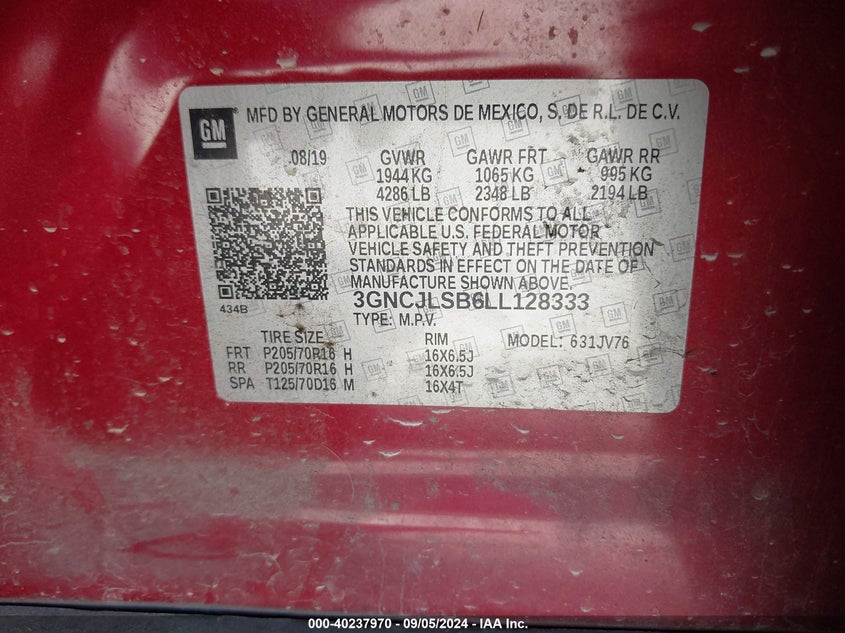 GM MFD BY GENERAL MOTORS DE MEXICO, S. DE R.L. DE C.V.
08/19 GVWR GAWR FRT GAWR RR
1944 KG 1065 KG 995 KG
4286 LB 2348 LB 2194 LB
THIS VEHICLE CONFORMS TO ALL
APPLICABLE U.S. FEDERAL MOTOR
VEHICLE SAFETY AND THEFT PREVENTION
STANDARDS IN EFFECT ON THE DATE OF
MANUFACTURE SHOWN ABOVE.
434B
3GNCJLSB6LL128333
TYPE: M.P.V.
TIRE SIZE RIM MODEL: 631JV76
FRT P205/70R16 H 16X6.5J
RR P205/70R16 H 16X6.5J
SPA T125/70D16 M 16X4T
000-40237970 - 09/05/2024 - IAA Inc.